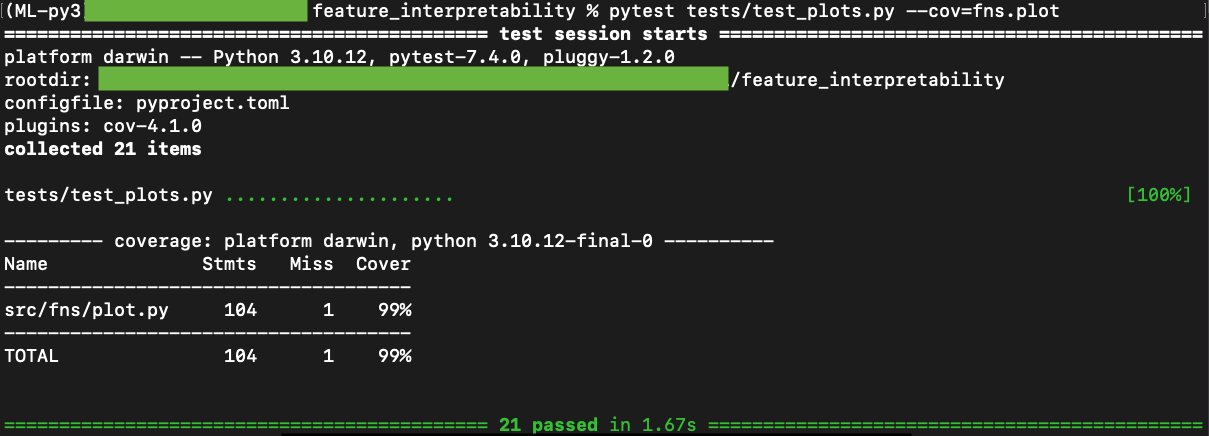 (ML-py3 feature_interpretability % pytest tests/test_plots.py --cov=fns.plot
============================================ test session starts ============================================
platform darwin -- Python 3.10.12, pytest-7.4.0, pluggy-1.2.0
rootdir: /feature_interpretability
configfile: pyproject.toml
plugins: cov-4.1.0
collected 21 items
tests/test_plots.py ..................... [100%]
--------- coverage: platform darwin, python 3.10.12-final-0 ----------
Name Stmts Miss Cover
-------------------------------------
src/fns/plot.py 104 1 99%
-------------------------------------
TOTAL 104 1 99%
============================================ 21 passed in 1.67s =============================================